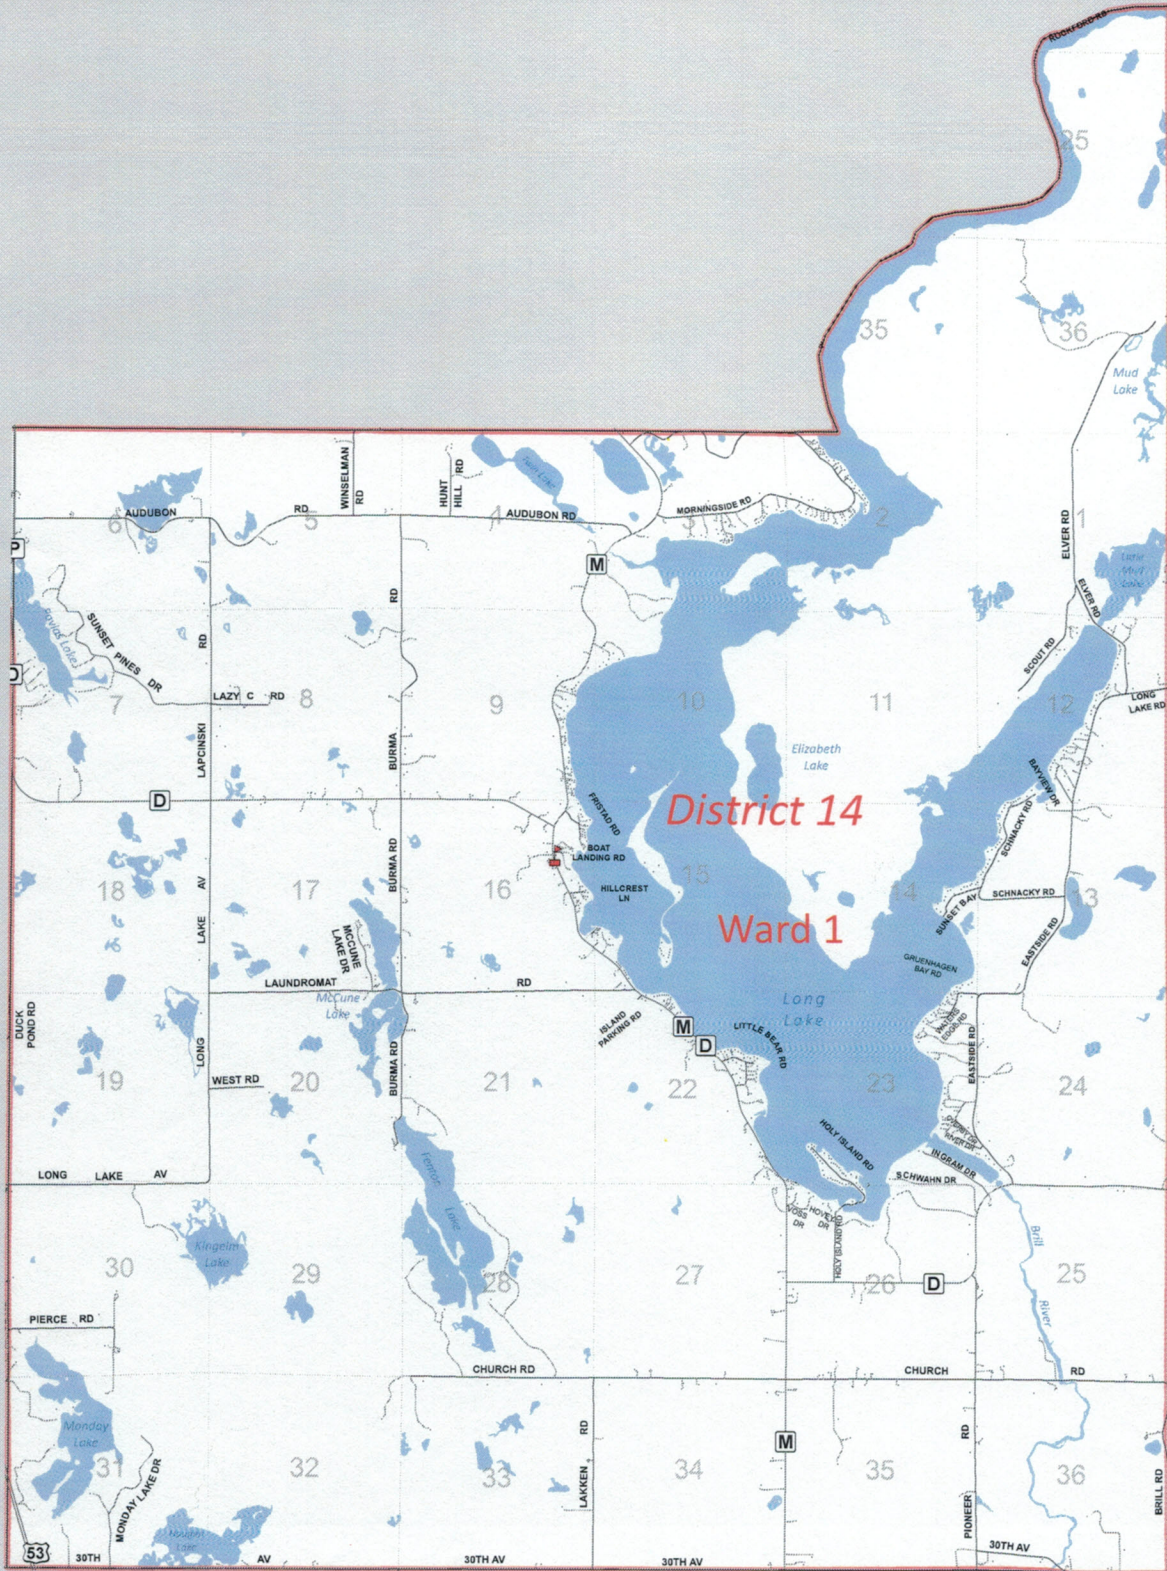 ROCKFORD RD
25
35
36
Mud
Lake
WINSELMAN
RD
HUNT
HILL RD
Twin Lake
AUDUBON
RD
AUDUBON RD
MORNINGSIDE RD
6
5
4
3
2
1
ELVER RD
P
M
Little
Mud
Lake
ELVER RD
RD
SUNSET PINES DR
RD
SCOUT RD
D
LAZY C RD
7
8
9
10
11
12
LONG
LAKE RD
LAPCINSKI
BURMA
Elizabeth
Lake
BAYVIEW DR
D
FRISTAD RD
District 14
SCHNACKY RD
BOAT
LANDING RD
BURMA RD
18
AV
17
16
HILLCREST
LN
15
14
SCHNACKY RD
13
SUNSET BAY
LAKE
MCCUNE
LAKE DR
Ward 1
EASTSIDE RD
GRUENHAGEN
BAY RD
LAUNDROMAT
RD
McCune
Lake
Long
Lake
DUCK
POND RD
ISLAND
PARKING RD
M
D
LITTLE BEAR RD
EASTSIDE RD
LONG
BURMA RD
19
WEST RD
20
21
22
23
24
HOLY ISLAND RD
RIVER DR
INGRAM DR
LONG LAKE AV
SCHWAHN DR
Fenton
Lake
VOSS
DR
HOVE
DR
HOLY ISLAND RD
Brill
River
Kingelm
Lake
30
29
28
27
26
D
25
PIERCE RD
CHURCH RD
CHURCH
RD
Monday
Lake
31
MONDAY LAKE DR
32
33
LAKKEN
RD
34
M
35
PIONEER
RD
36
BRILL RD
53
30TH
AV
30TH AV
30TH AV
30TH AV